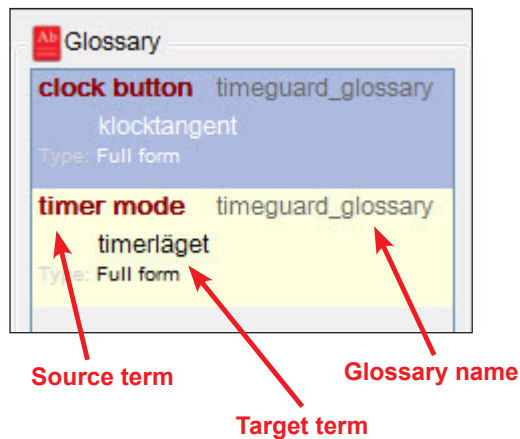 Ab Glossary
clock button timeguard_glossary
klocktangent
Type: Full form
timer mode timeguard_glossary
timerläget
Type: Full form
Source term
Glossary name
Target term